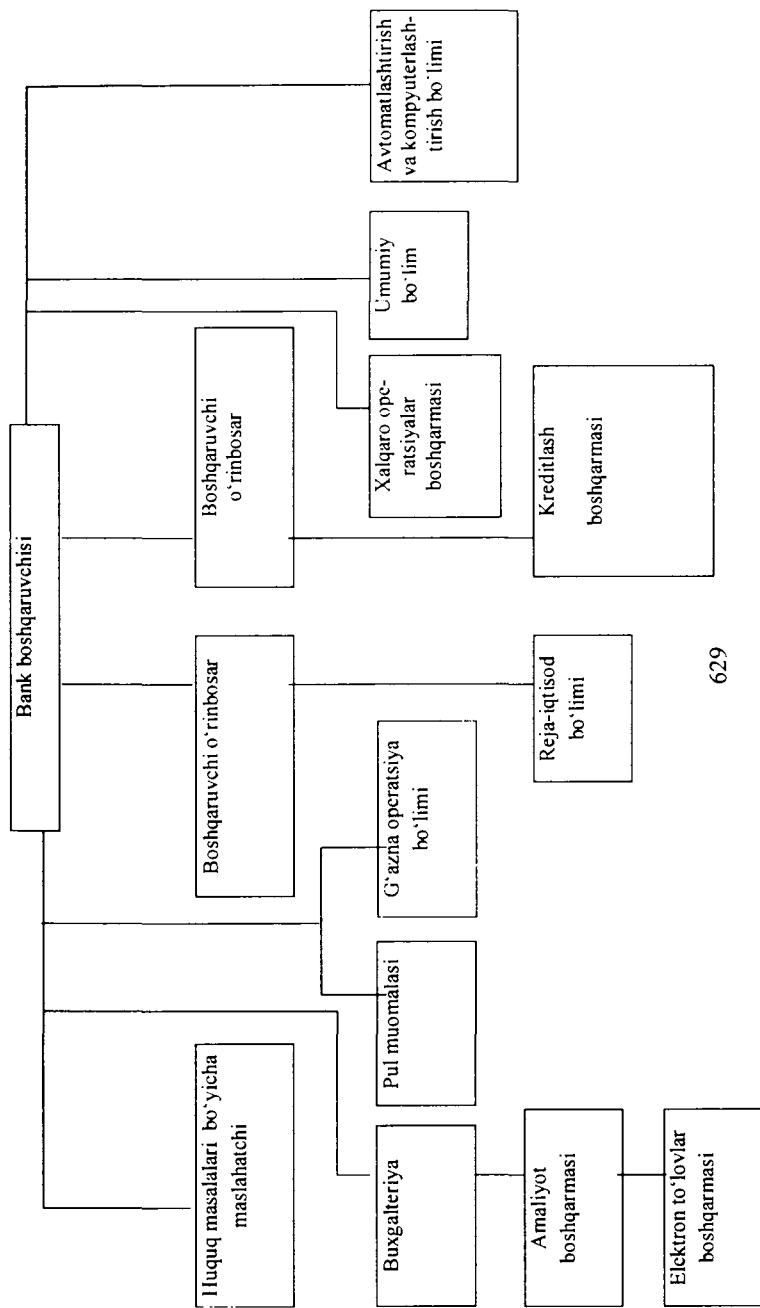 Bank boshqaruvchisi
Huquq masalalari bo`yicha
maslahatchi
Boshqaruvchi o`rinbosar
Boshqaruvchi
o`rinbosar
Buxgalteriya
Pul muomalasi
G`azna operatsiya
bo‘limi
Xalqaro ope-
ratsiyalar
boshqarmasi
Umumiy
bo`lim
Avtomatlashtirish
va kompyuterlash-
tirish bo`limi
Amaliyot
boshqarmasi
Reja-iqtisod
bo‘limi
Kreditlash
boshqarmasi
Elektron to‘lovlar
boshqarmasi
629